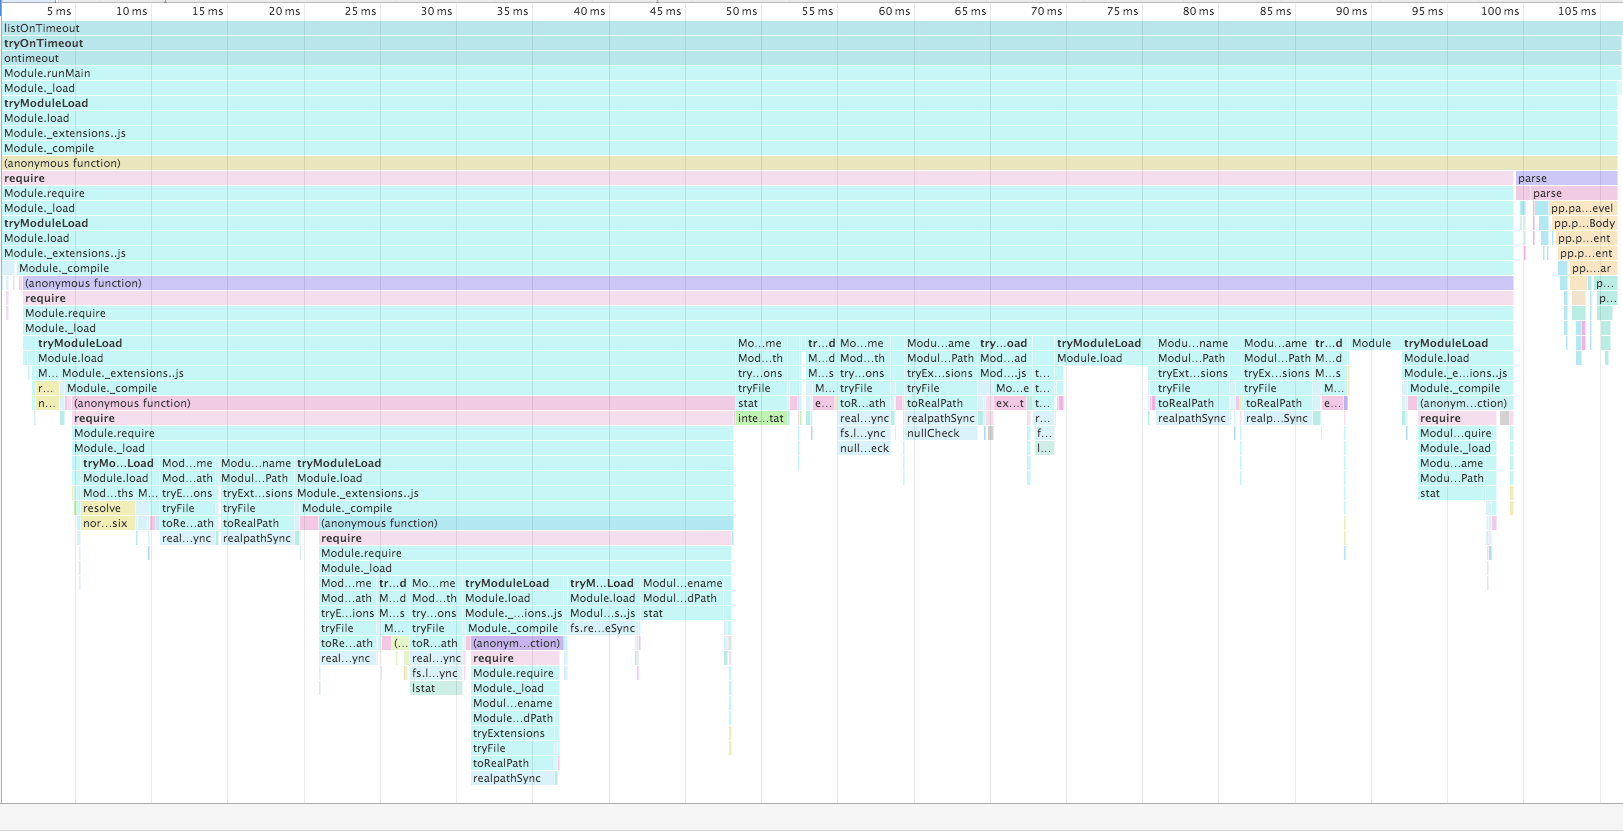 5 ms 10 ms 15 ms 20 ms 25 ms 30 ms 35 ms 40 ms 45 ms 50 ms 55 ms 60 ms 65 ms 70 ms 75 ms 80 ms 85 ms 90 ms 95 ms 100 ms 105 ms
listOnTimeout
tryOnTimeout
ontimeout
Module.runMain
Module._load
tryModuleLoad
Module.load
Module._extensions..js
Module._compile
(anonymous function)
require parse
Module.require parse
Module._load pp.pa...evel
tryModuleLoad pp.p...Body
Module.load pp.p...ent
Module._extensions..js pp.p...ent
Module._compile pp....ar
(anonymous function) p...
require p...
Module.require
Module._load
tryModuleLoad Mo...me tr...d Mo...me Modu...ame try...oad tryModuleLoad Modu...name Modu...ame tr...d Module tryModuleLoad
Module.load Mod...th M...d Mod...th Modul...Path Mod...ad Module.load Modul...Path Modul...Path M...d Module.load
M... Module._extensions..js try...ons M...s try...ons tryEx...sions Mod....js t... tryExt...sions tryEx...sions M...s Module._e...ions..js
r... Module._compile tryFile M... tryFile tryFile Mo...e t... tryFile tryFile M... Module._compile
n... (anonymous function) stat e... toR...ath toRealPath ex...t t... toRealPath toRealPath e... (anonym...ction)
require inte...tat real...ync realpathSync r... realpathSync realp...Sync require
Module.require fs.l...ync nullCheck f... Modul...quire
Module._load null...eck l... Module._load
tryMo...Load Mod...me Modu...name tryModuleLoad Modu...ame
Module.load Mod...ath Modul...Path Module.load Modu...Path
Mod...ths M... tryE...ons tryExt...sions Module._extensions..js stat
resolve tryFile tryFile Module._compile
nor...six toRe...ath toRealPath (anonymous function)
real...ync realpathSync require
Module.require
Module._load
Mod...me tr...d Mo...me tryModuleLoad tryM...Load Modul...ename
Mod...ath M...d Mod...th Module.load Module.load Modul...dPath
tryE...ions M...s try...ons Module._...ions..js Modul...s..js stat
tryFile M... tryFile Module._compile fs.re...eSync
toRe...ath (... toR...ath (anonym...ction)
real...ync real...ync require
fs.l...ync Module.require
lstat Module._load
Modul...ename
Module...dPath
tryExtensions
tryFile
toRealPath
realpathSync